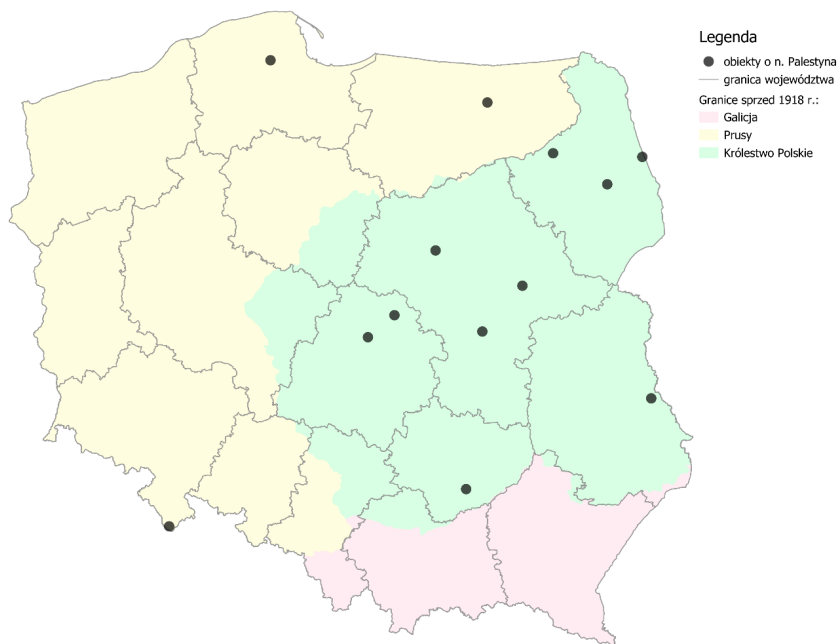 Legenda
obiekty o n. Palestyna
granica województwa
Granice sprzed 1918 r.:
Galicja
Prusy
Królestwo Polskie